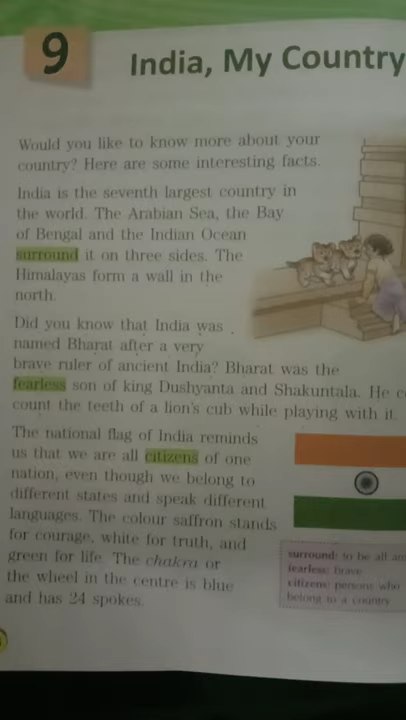 9
India, My Country
Would you like to know more about your
country? Here are some interesting facts.
India is the seventh largest country in
the world. The Arabian Sea, the Bay
of Bengal and the Indian Ocean
surround it on three sides. The
Himalayas form a wall in the
north.
Did you know that India was
named Bharat after a very
brave ruler of ancient India? Bharat was the
fearless son of king Dushyanta and Shakuntala. He c
count the teeth of a lion's cub while playing with it.
The national flag of India reminds
us that we are all citizens of one
nation, even though we belong to
different states and speak different
languages. The colour saffron stands
for courage, white for truth, and
green for life. The chakra or
the wheel in the centre is blue
and has 24 spokes.
surround: to be all
fearless: brave
citizens: persons who
belong to a country